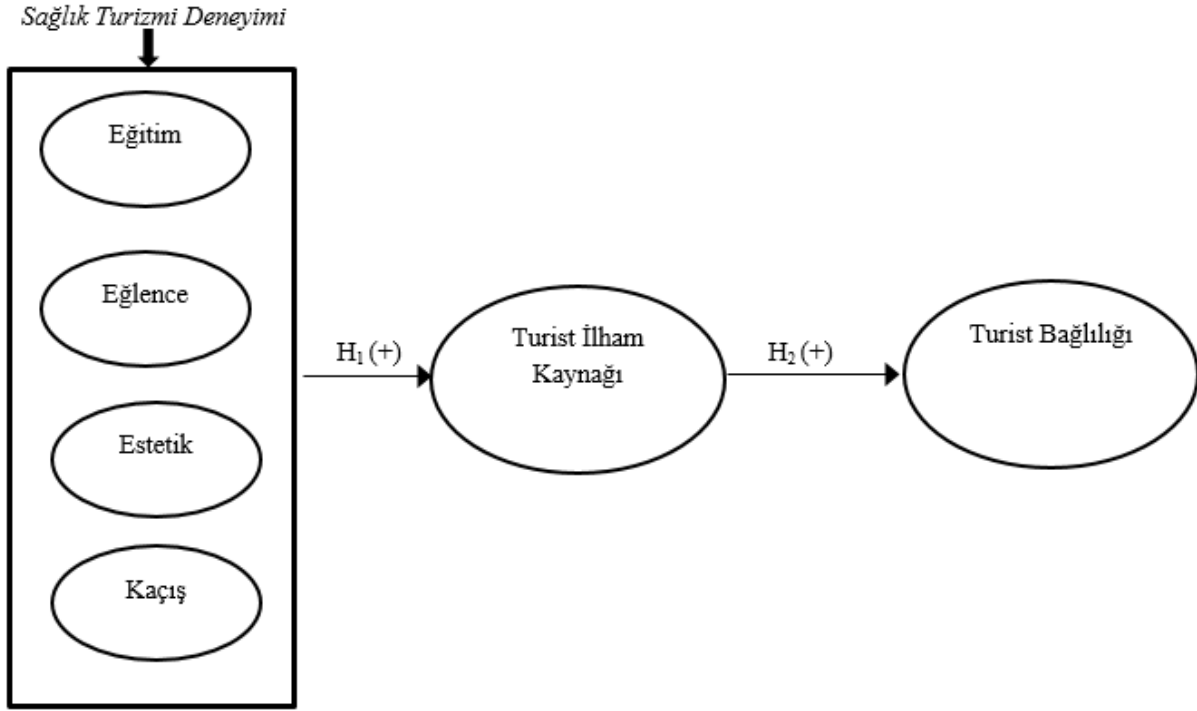 Sağlık Turizmi Deneyimi
Eğitim
Eğlence
Estetik
Kaçış
H₁ (+)
Turist İlham
Kaynağı
H₂ (+)
Turist Bağlılığı